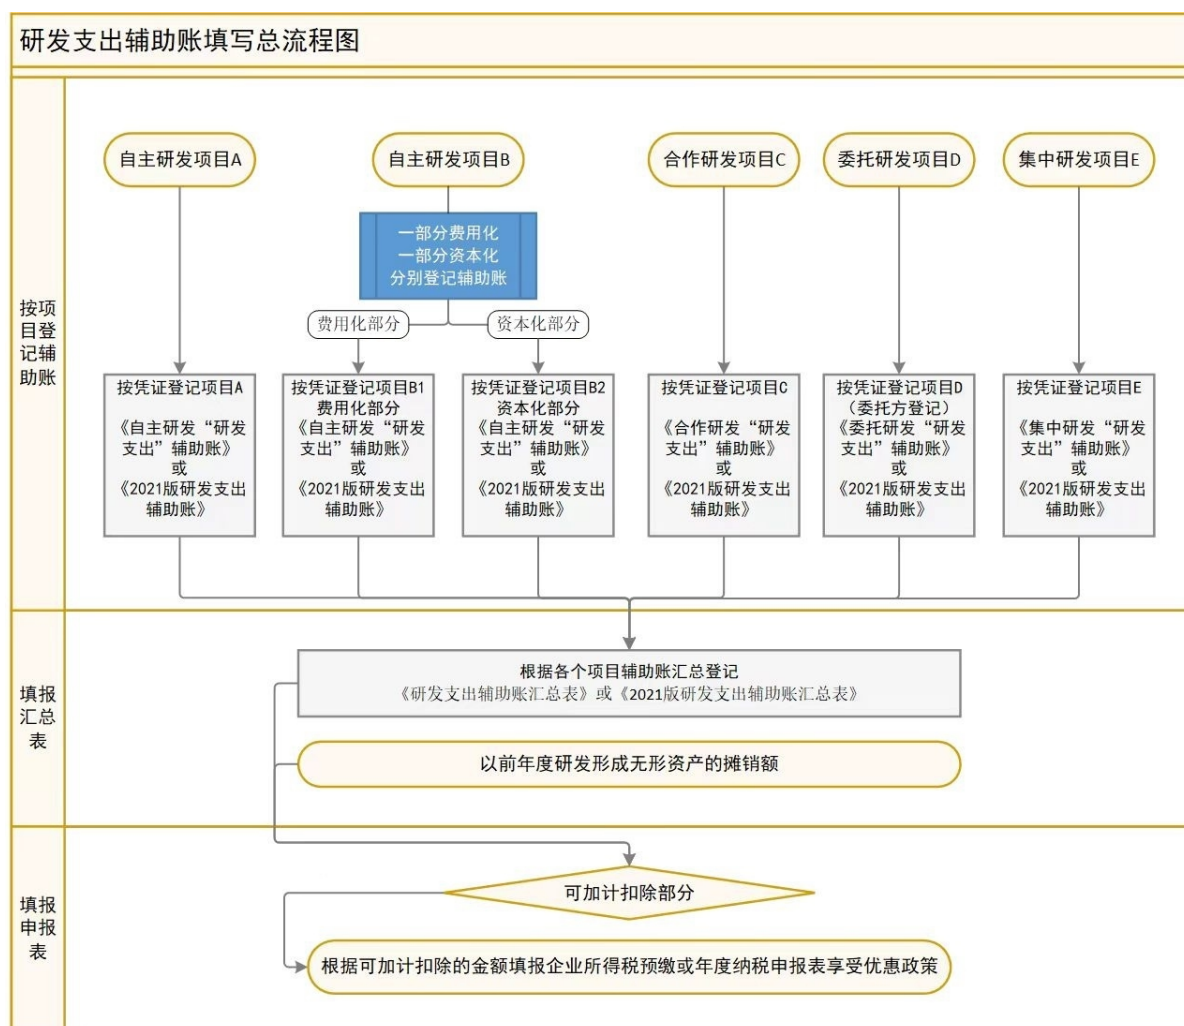 研发支出辅助账填写总流程图
按项
目登
记辅
助账
自主研发项目A
自主研发项目B
合作研发项目C
委托研发项目D
集中研发项目E
一部分费用化
一部分资本化
分别登记辅助账
费用化部分
资本化部分
按凭证登记项目A
《自主研发“研发
支出”辅助账》
或
《2021版研发支出
辅助账》
按凭证登记项目B1
费用化部分
《自主研发“研发
支出”辅助账》
或
《2021版研发支出
辅助账》
按凭证登记项目B2
资本化部分
《自主研发“研发
支出”辅助账》
或
《2021版研发支出
辅助账》
按凭证登记项目C
《合作研发“研发
支出”辅助账》
或
《2021版研发支出
辅助账》
按凭证登记项目D
（委托方登记）
《委托研发“研发
支出”辅助账》
或
《2021版研发支出
辅助账》
按凭证登记项目E
《集中研发“研发
支出”辅助账》
或
《2021版研发支出
辅助账》
填报
汇总
表
根据各个项目辅助账汇总登记
《研发支出辅助账汇总表》或《2021版研发支出辅助账汇总表》
以前年度研发形成无形资产的摊销额
填报
申报
表
可加计扣除部分
根据可加计扣除的金额填报企业所得税预缴或年度纳税申报表享受优惠政策